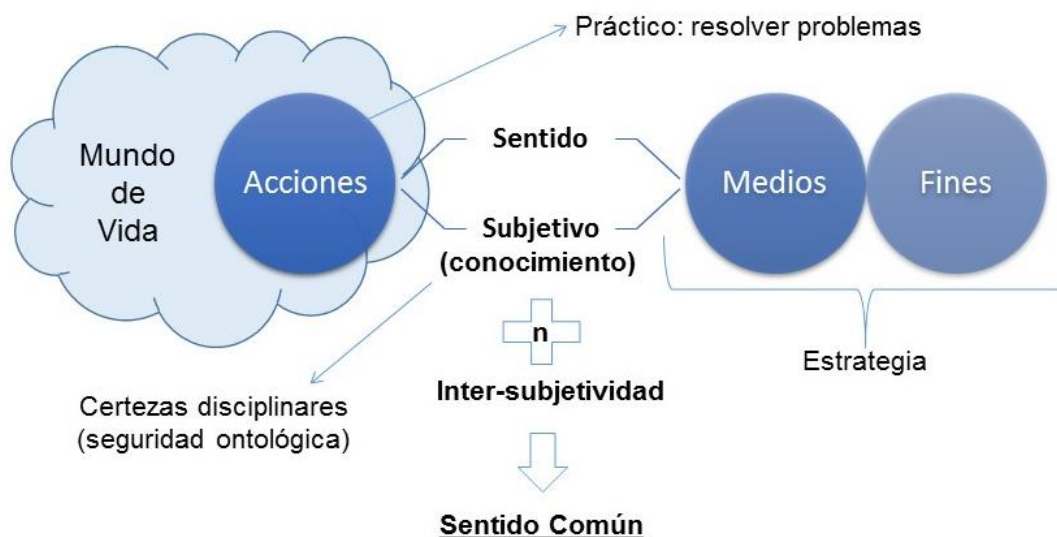 Práctico: resolver problemas
Mundo
de
Vida
Acciones
Sentido
Subjetivo
(conocimiento)
Medios
Fines
n
Inter-subjetividad
Estrategia
Certezas disciplinares
(seguridad ontológica)
Sentido Común